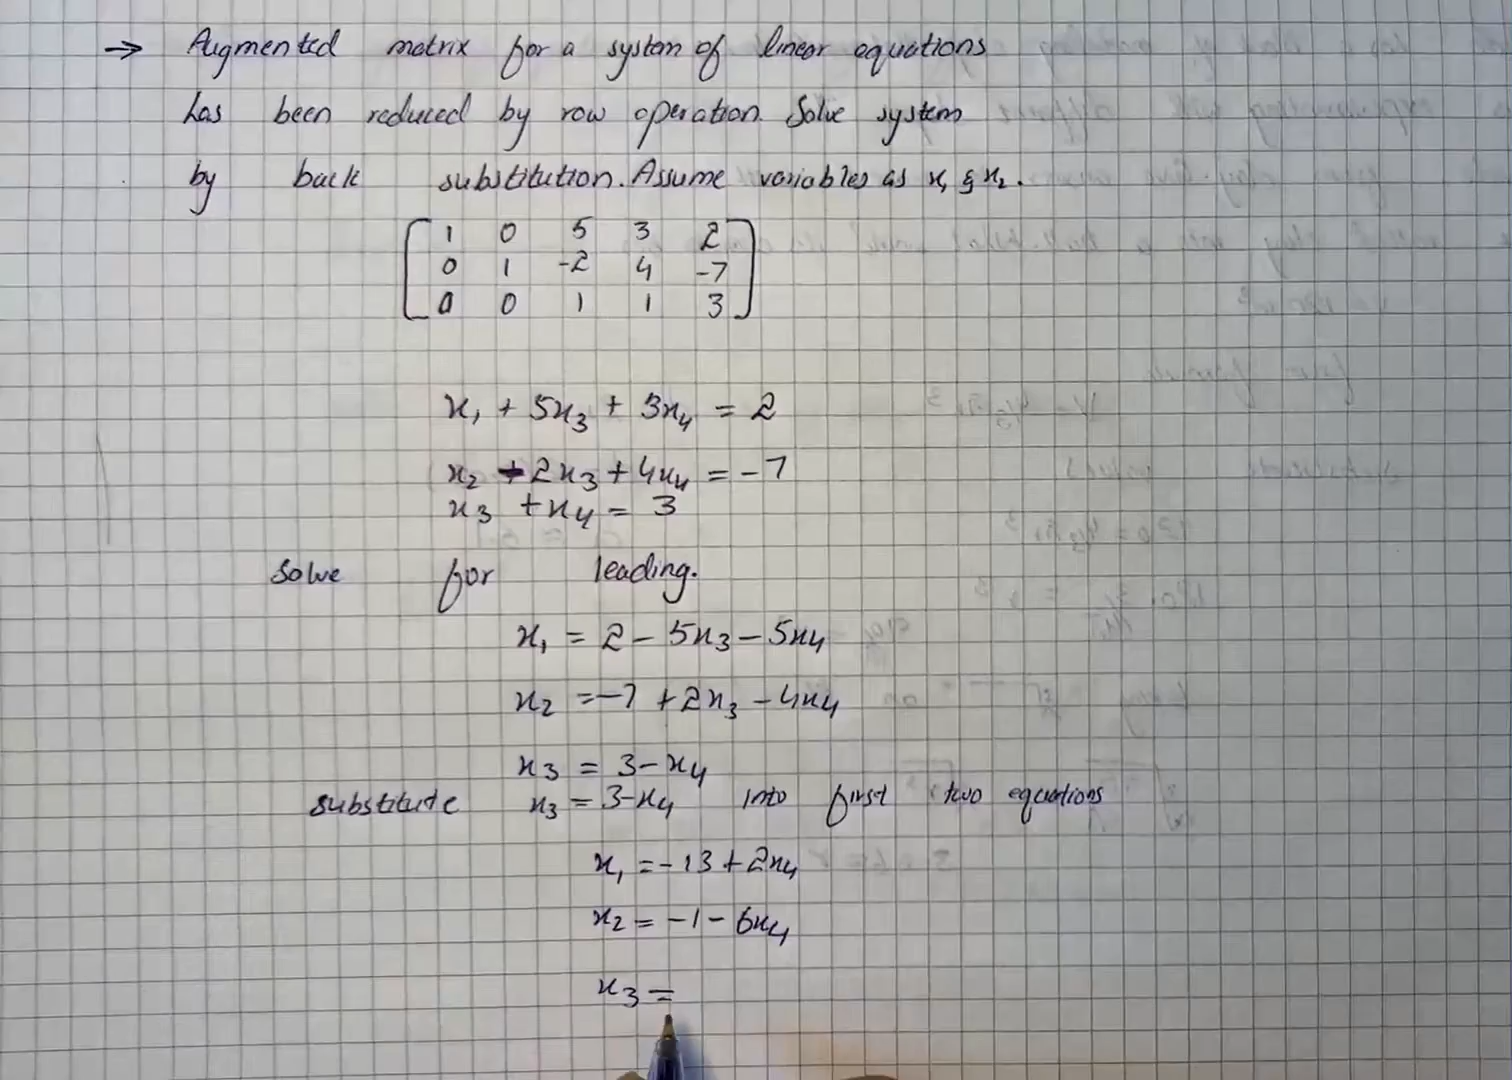 → Augmented matrix for a system of linear equations
has been reduced by row operation. Solve system
by back substitution. Assume variables as x₁ & x₂.
1 0 5 3 2
0 1 -2 4 -7
0 0 1 1 3
x₁ + 5x₃ + 3x₄ = 2
x₂ - 2x₃ + 4x₄ = -7
x₃ + x₄ = 3
Solve for leading.
x₁ = 2 - 5x₃ - 5x₄
x₂ = -7 + 2x₃ - 4x₄
x₃ = 3 - x₄
substitute x₃ = 3-x₄ into first two equations
x₁ = -13 + 2x₄
x₂ = -1 - 6x₄
x₃ =